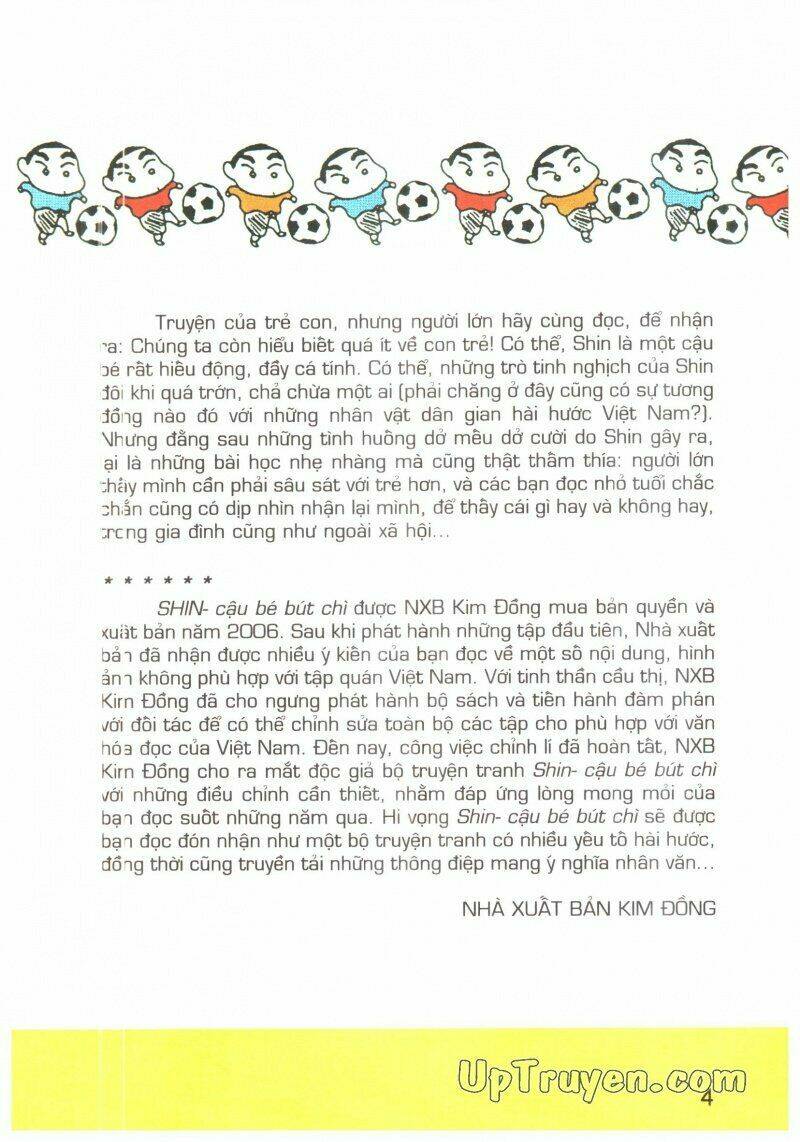 Truyện của trẻ con, nhưng người lớn hãy cùng đọc, để nhận
ra: Chúng ta còn hiểu biết quá ít về con trẻ! Có thể, Shin là một cậu
bé rất hiếu động, đầy cá tính. Có thể, những trò tinh nghịch của Shin
đôi khi quá trớn, chả chừa một ai (phải chăng ở đây cũng có sự tương
đồng nào đó với những nhân vật dân gian hài hước Việt Nam?).
Nhưng đằng sau những tình huống dở mếu dở cười do Shin gây ra,
lại là những bài học nhẹ nhàng mà cũng thật thấm thía: người lớn
thấy mình cần phải sâu sát với trẻ hơn, và các bạn đọc nhỏ tuổi chắc
chắn cũng có dịp nhìn nhận lại mình, để thấy cái gì hay và không hay,
trong gia đình cũng như ngoài xã hội...
* * * * * *
SHIN- cậu bé bút chì được NXB Kim Đồng mua bản quyền và
xuất bản năm 2006. Sau khi phát hành những tập đầu tiên, Nhà xuất
bản đã nhận được nhiều ý kiến của bạn đọc về một số nội dung, hình
ảnh không phù hợp với tập quán Việt Nam. Với tinh thần cầu thị, NXB
Kim Đồng đã cho ngưng phát hành bộ sách và tiến hành đàm phán
với đối tác để có thể chỉnh sửa toàn bộ các tập cho phù hợp với văn
hóa đọc của Việt Nam. Đến nay, công việc chỉnh lí đã hoàn tất, NXB
Kim Đồng cho ra mắt độc giả bộ truyện tranh Shin- cậu bé bút chì
với những điều chỉnh cần thiết, nhằm đáp ứng lòng mong mỏi của
bạn đọc suốt những năm qua. Hi vọng Shin- cậu bé bút chì sẽ được
bạn đọc đón nhận như một bộ truyện tranh có nhiều yếu tố hài hước,
đồng thời cũng truyền tải những thông điệp mang ý nghĩa nhân văn...
NHÀ XUẤT BẢN KIM ĐỒNG
UpTruyen.com
4